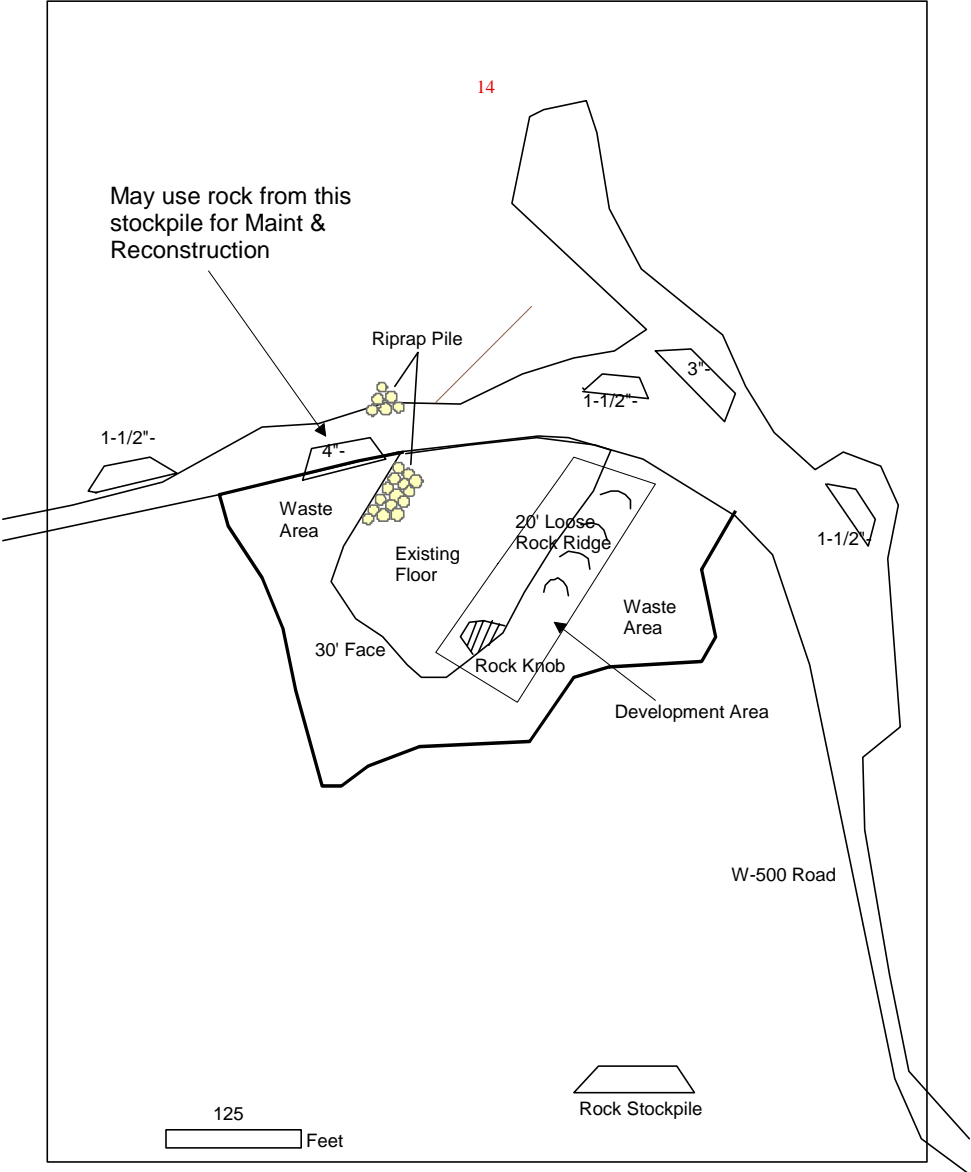 14
May use rock from this
stockpile for Maint &
Reconstruction
Riprap Pile
3"-
1-1/2"-
1-1/2"-
4"-
Waste
Area
20' Loose
Rock Ridge
1-1/2"-
Existing
Floor
Waste
Area
30' Face
Rock Knob
Development Area
W-500 Road
Rock Stockpile
125
Feet